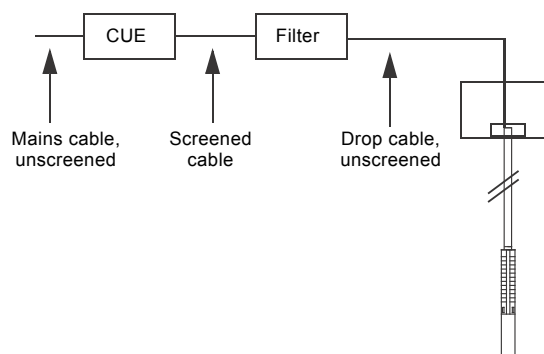 CUE
Filter
Mains cable,
unscreened
Screened
cable
Drop cable,
unscreened